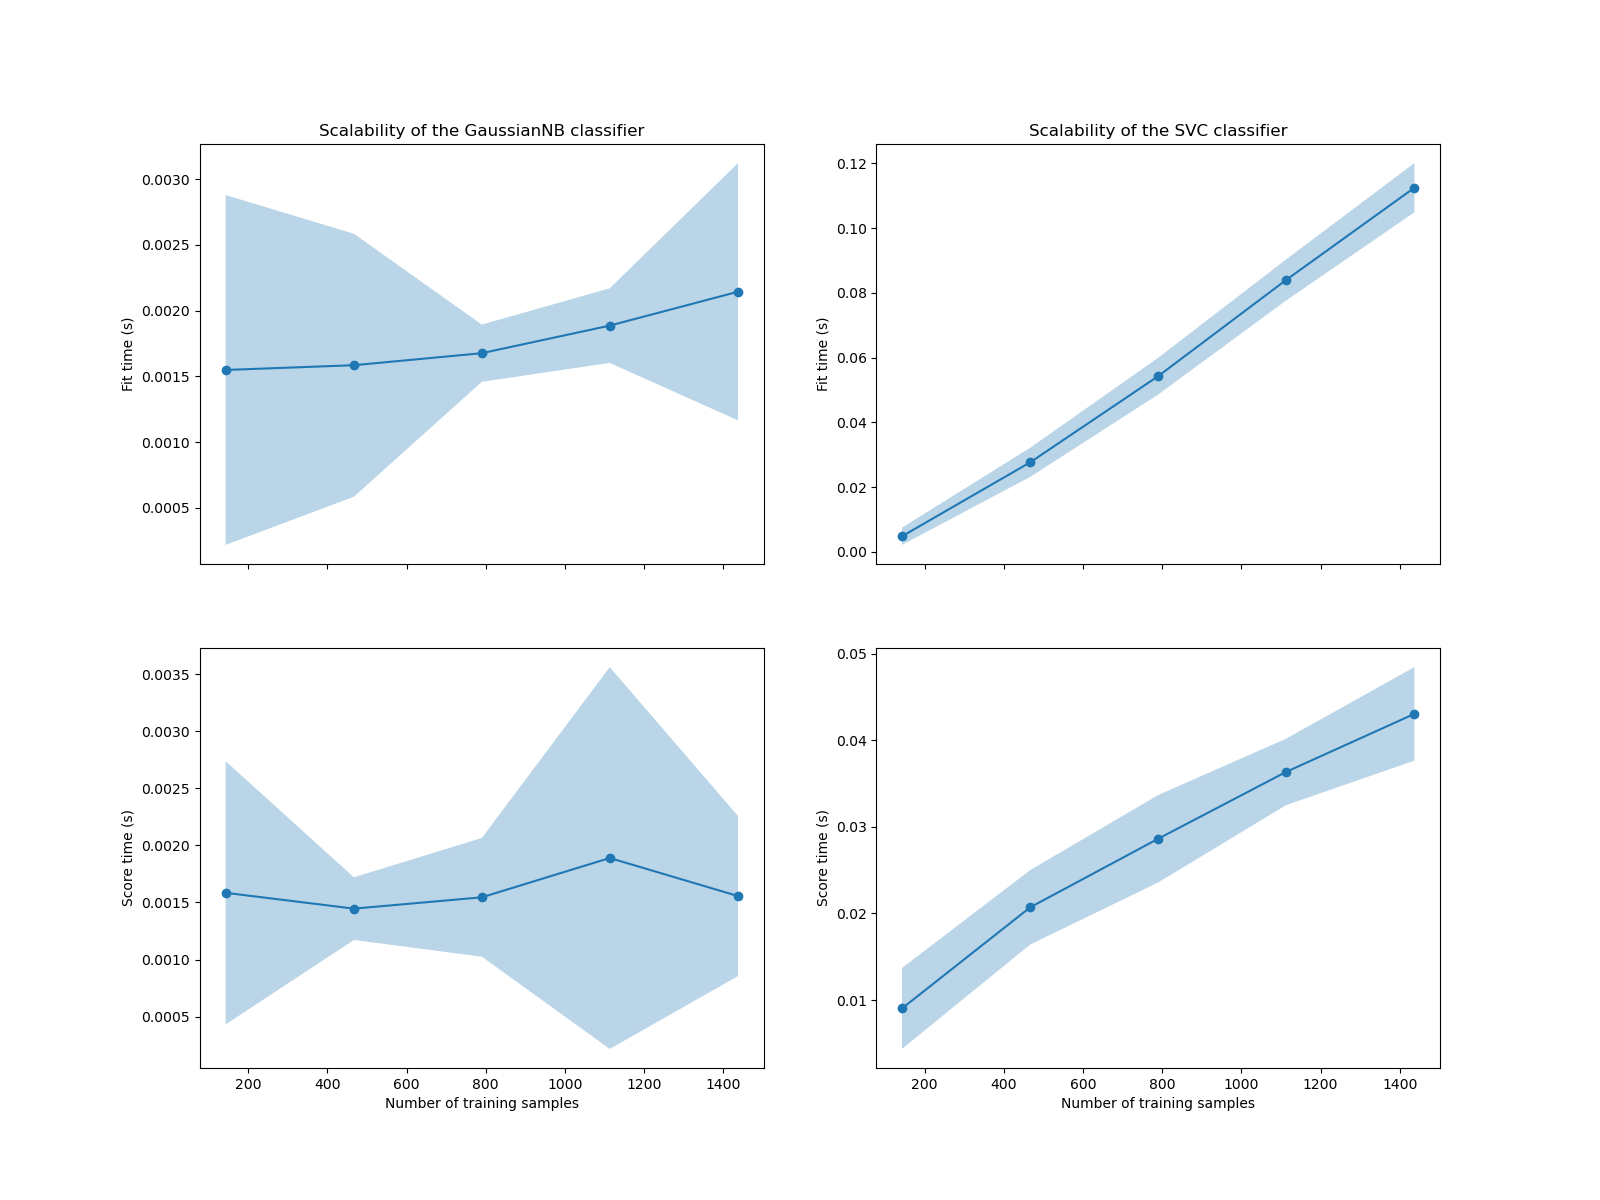 Scalability of the GaussianNB classifier
Fit time (s)
0.0030
0.0025
0.0020
0.0015
0.0010
0.0005
Scalability of the SVC classifier
Fit time (s)
0.12
0.10
0.08
0.06
0.04
0.02
0.00
Score time (s)
0.0035
0.0030
0.0025
0.0020
0.0015
0.0010
0.0005
200 400 600 800 1000 1200 1400
Number of training samples
Score time (s)
0.05
0.04
0.03
0.02
0.01
200 400 600 800 1000 1200 1400
Number of training samples